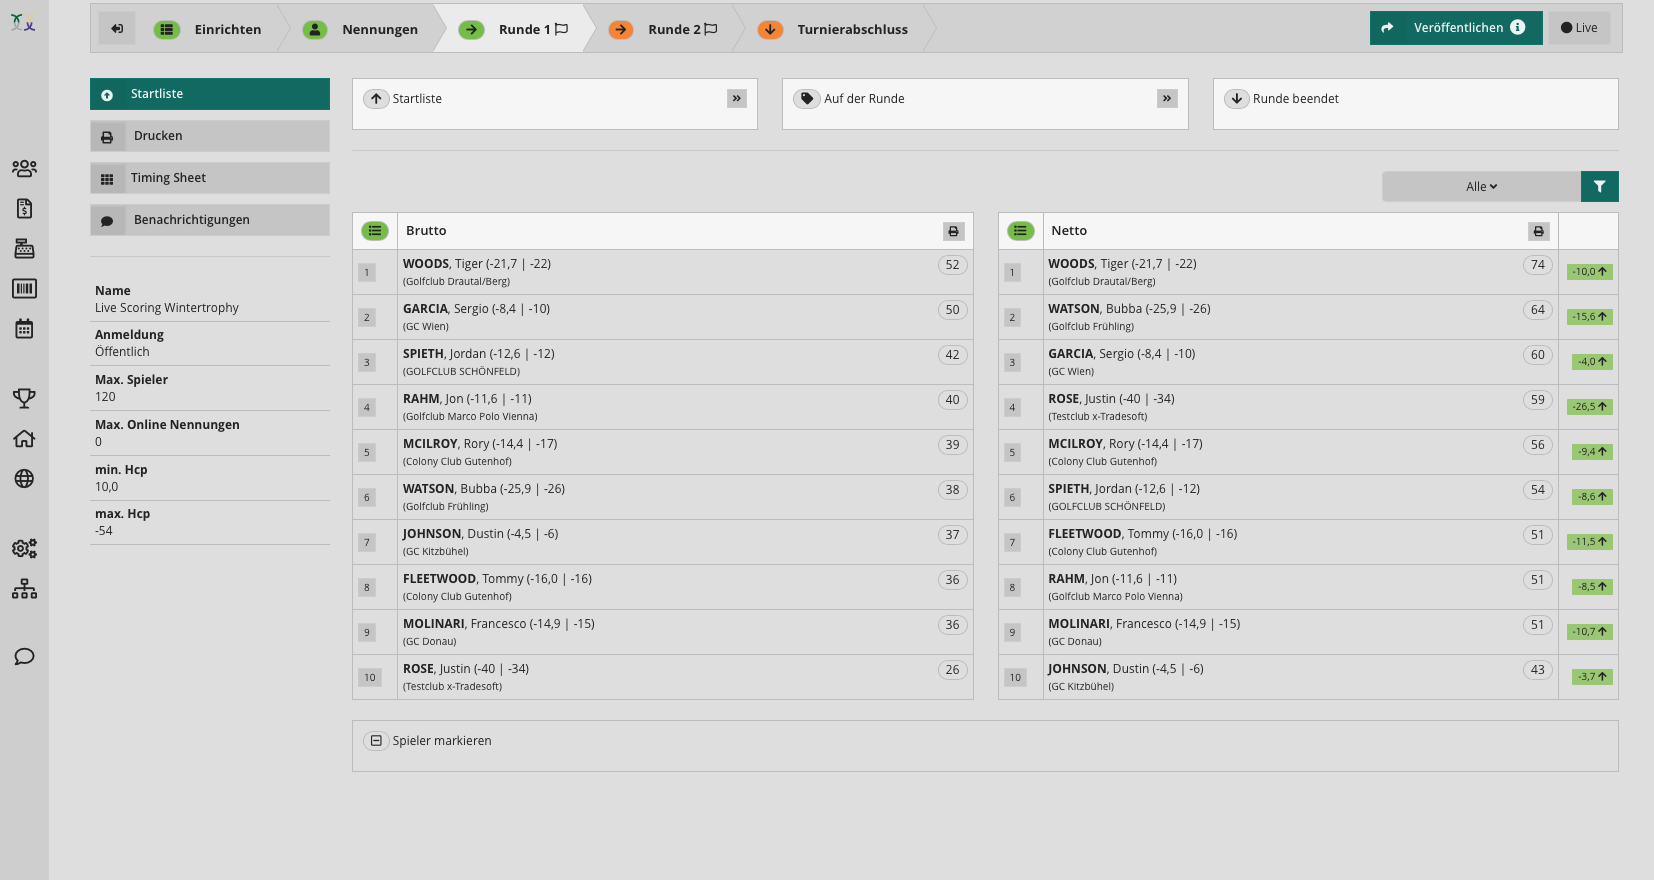 Einrichten
Nennungen
Runde 1
Runde 2
Turnierabschluss
Veröffentlichen
Live
Startliste
Drucken
Timing Sheet
Benachrichtigungen
Name
Live Scoring Wintertrophy
Anmeldung
Öffentlich
Max. Spieler
120
Max. Online Nennungen
0
min. Hcp
10,0
max. Hcp
-54
Startliste
Auf der Runde
Runde beendet
Alle
Brutto
1 WOODS, Tiger (-21,7 | -22) 52
(Golfclub Drautal/Berg)
2 GARCIA, Sergio (-8,4 | -10) 50
(GC Wien)
3 SPIETH, Jordan (-12,6 | -12) 42
(GOLFCLUB SCHÖNFELD)
4 RAHM, Jon (-11,6 | -11) 40
(Golfclub Marco Polo Vienna)
5 MCILROY, Rory (-14,4 | -17) 39
(Colony Club Gutenhof)
6 WATSON, Bubba (-25,9 | -26) 38
(Golfclub Frühling)
7 JOHNSON, Dustin (-4,5 | -6) 37
(GC Kitzbühel)
8 FLEETWOOD, Tommy (-16,0 | -16) 36
(Colony Club Gutenhof)
9 MOLINARI, Francesco (-14,9 | -15) 36
(GC Donau)
10 ROSE, Justin (-40 | -34) 26
(Testclub x-Tradesoft)
Netto
1 WOODS, Tiger (-21,7 | -22) 74 -10,0
(Golfclub Drautal/Berg)
2 WATSON, Bubba (-25,9 | -26) 64 -15,6
(Golfclub Frühling)
3 GARCIA, Sergio (-8,4 | -10) 60 -4,0
(GC Wien)
4 ROSE, Justin (-40 | -34) 59 -26,5
(Testclub x-Tradesoft)
5 MCILROY, Rory (-14,4 | -17) 56 -9,4
(Colony Club Gutenhof)
6 SPIETH, Jordan (-12,6 | -12) 54 -8,6
(GOLFCLUB SCHÖNFELD)
7 FLEETWOOD, Tommy (-16,0 | -16) 51 -11,5
(Colony Club Gutenhof)
8 RAHM, Jon (-11,6 | -11) 51 -8,5
(Golfclub Marco Polo Vienna)
9 MOLINARI, Francesco (-14,9 | -15) 51 -10,7
(GC Donau)
10 JOHNSON, Dustin (-4,5 | -6) 43 -3,7
(GC Kitzbühel)
Spieler markieren